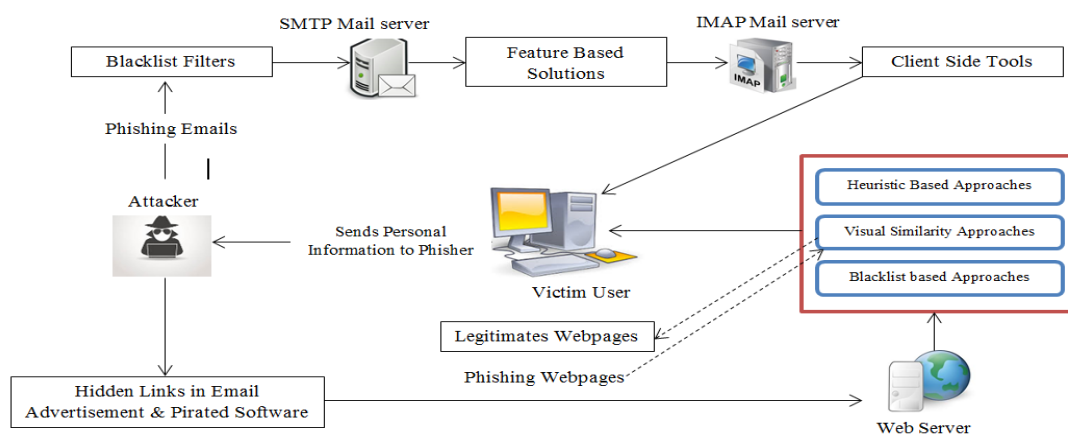 SMTP Mail server
IMAP Mail server
Blacklist Filters
Feature Based
Solutions
IMAP
Client Side Tools
Phishing Emails
Attacker
Sends Personal
Information to Phisher
Victim User
Heuristic Based Approaches
Visual Similarity Approaches
Blacklist based Approaches
Legitimates Webpages
Phishing Webpages
Hidden Links in Email
Advertisement & Pirated Software
Web Server